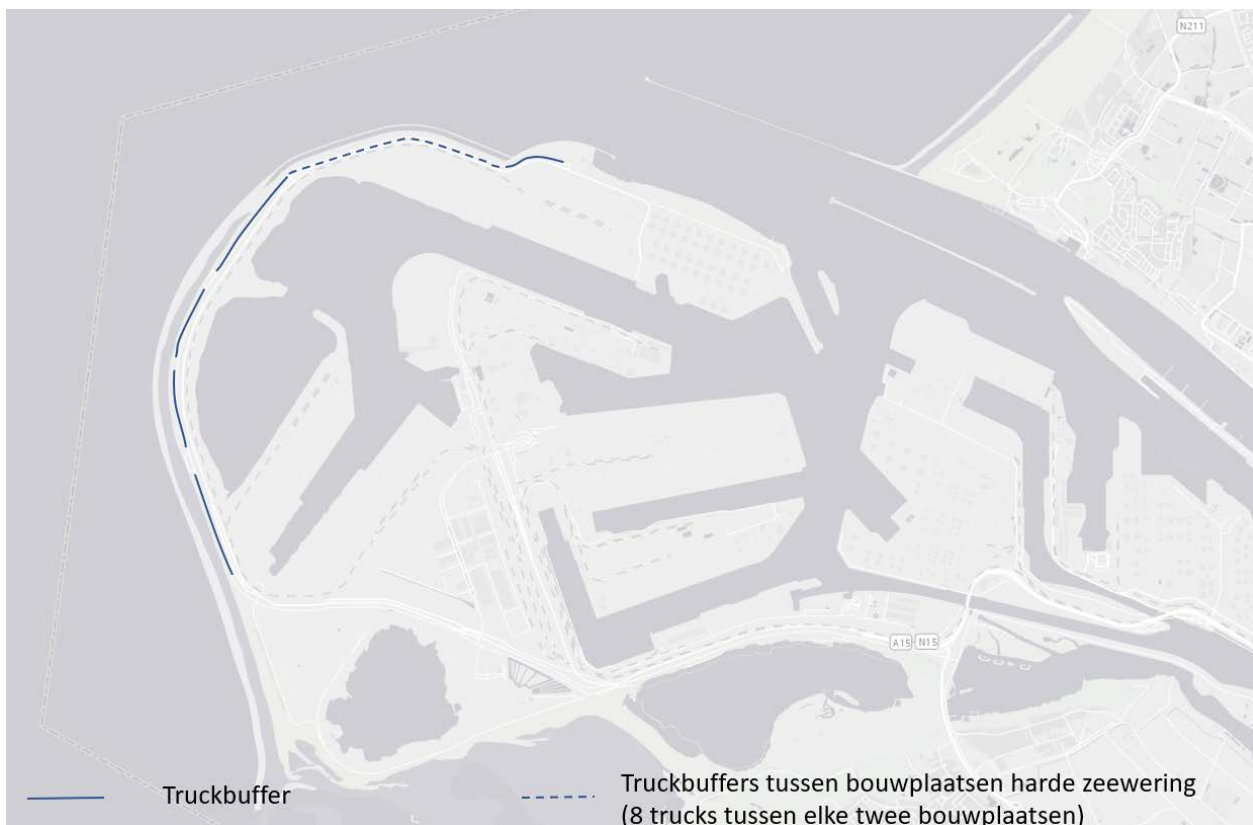 N211
A15 N15
Truckbuffer
Truckbuffers tussen bouwplaatsen harde zeewering
(8 trucks tussen elke twee bouwplaatsen)